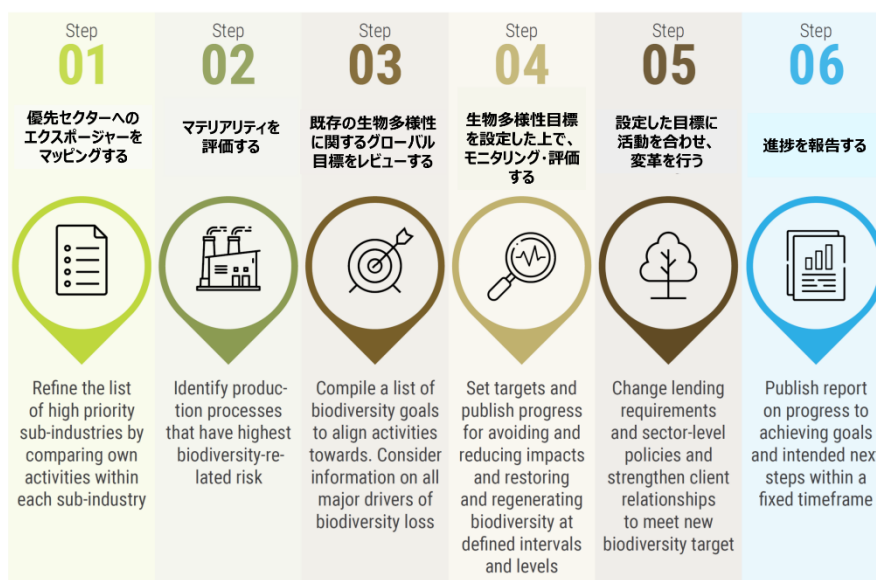 Step
01
優先セクターへの
エクスポージャーを
マッピングする
Refine the list
of high priority
sub-industries by
comparing own
activities within
each sub-industry
Step
02
マテリアリティを
評価する
Identify produc-
tion processes
that have highest
biodiversity-re-
lated risk
Step
03
既存の生物多様性
に関するグローバル
目標をレビューする
Compile a list of
biodiversity goals
to align activities
towards. Consider
information on all
major drivers of
biodiversity loss
Step
04
生物多様性目標
を設定した上で、
モニタリング・評価
する
Set targets and
publish progress
for avoiding and
reducing impacts
and restoring
and regenerating
biodiversity at
defined intervals
and levels
Step
05
設定した目標に
活動を合わせ、
変革を行う
Change lending
requirements
and sector-level
policies and
strengthen client
relationships
to meet new
biodiversity target
Step
06
進捗を報告する
Publish report
on progress to
achieving goals
and intended next
steps within a
fixed timeframe